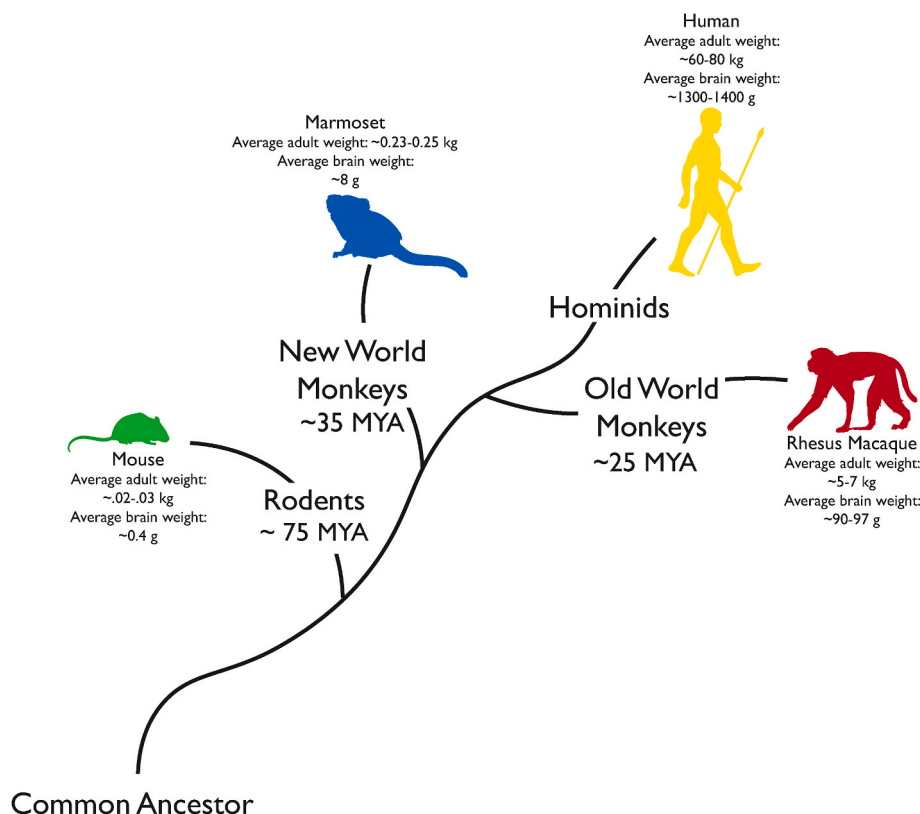 Human
Average adult weight:
~60-80 kg
Average brain weight:
~1300-1400 g
Marmoset
Average adult weight: ~0.23-0.25 kg
Average brain weight:
~8 g
Hominids
New World
Monkeys
~35 MYA
Old World
Monkeys
~25 MYA
Rhesus Macaque
Average adult weight:
~5-7 kg
Average brain weight:
~90-97 g
Mouse
Average adult weight:
~.02-.03 kg
Average brain weight:
~0.4 g
Rodents
~ 75 MYA
Common Ancestor